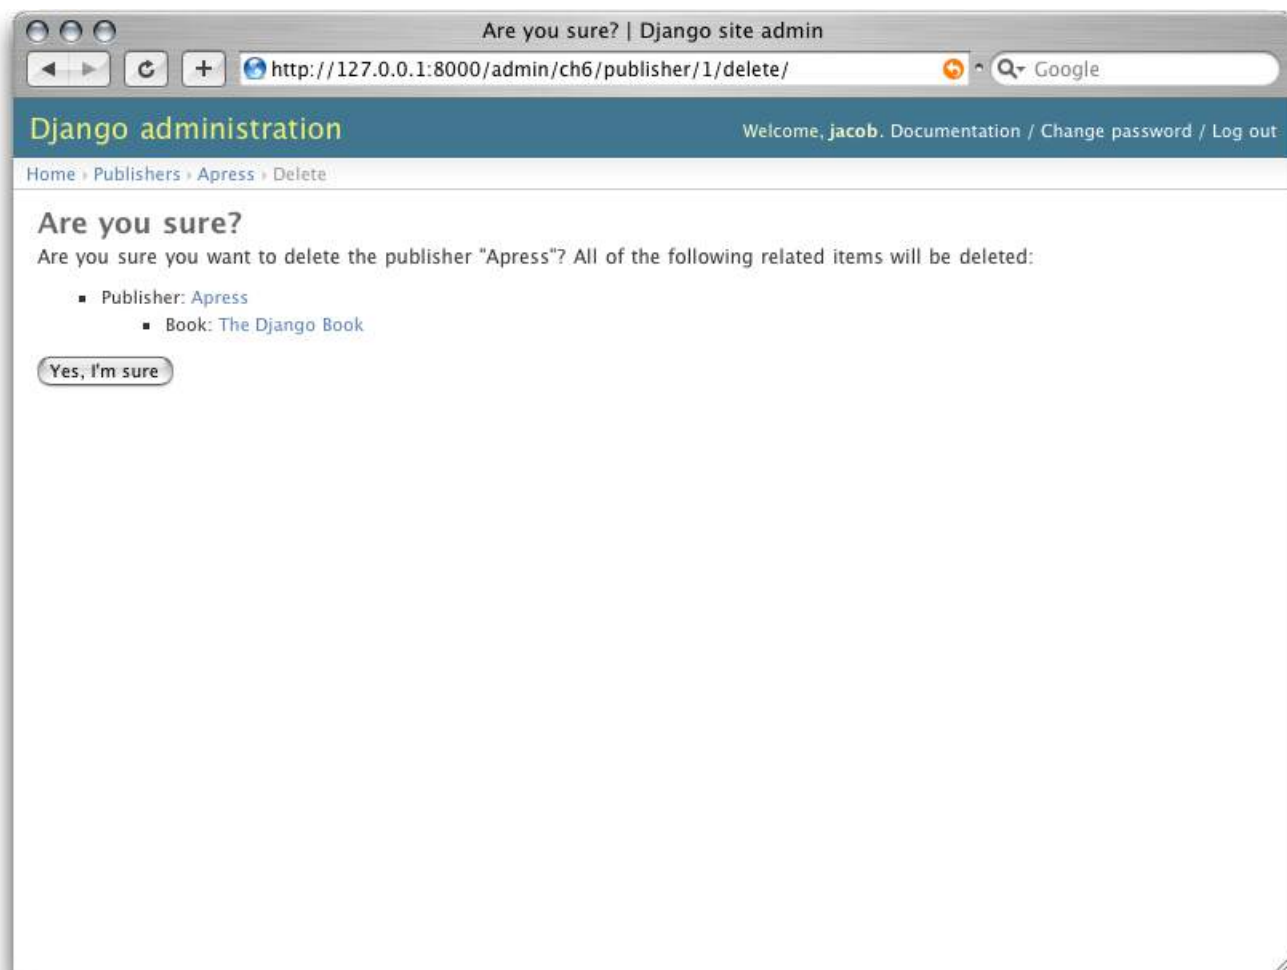 Are you sure? | Django site admin
http://127.0.0.1:8000/admin/ch6/publisher/1/delete/
Google
Django administration
Welcome, jacob. Documentation / Change password / Log out
Home › Publishers › Apress › Delete
Are you sure?
Are you sure you want to delete the publisher "Apress"? All of the following related items will be deleted:
Publisher: Apress
Book: The Django Book
Yes, I'm sure